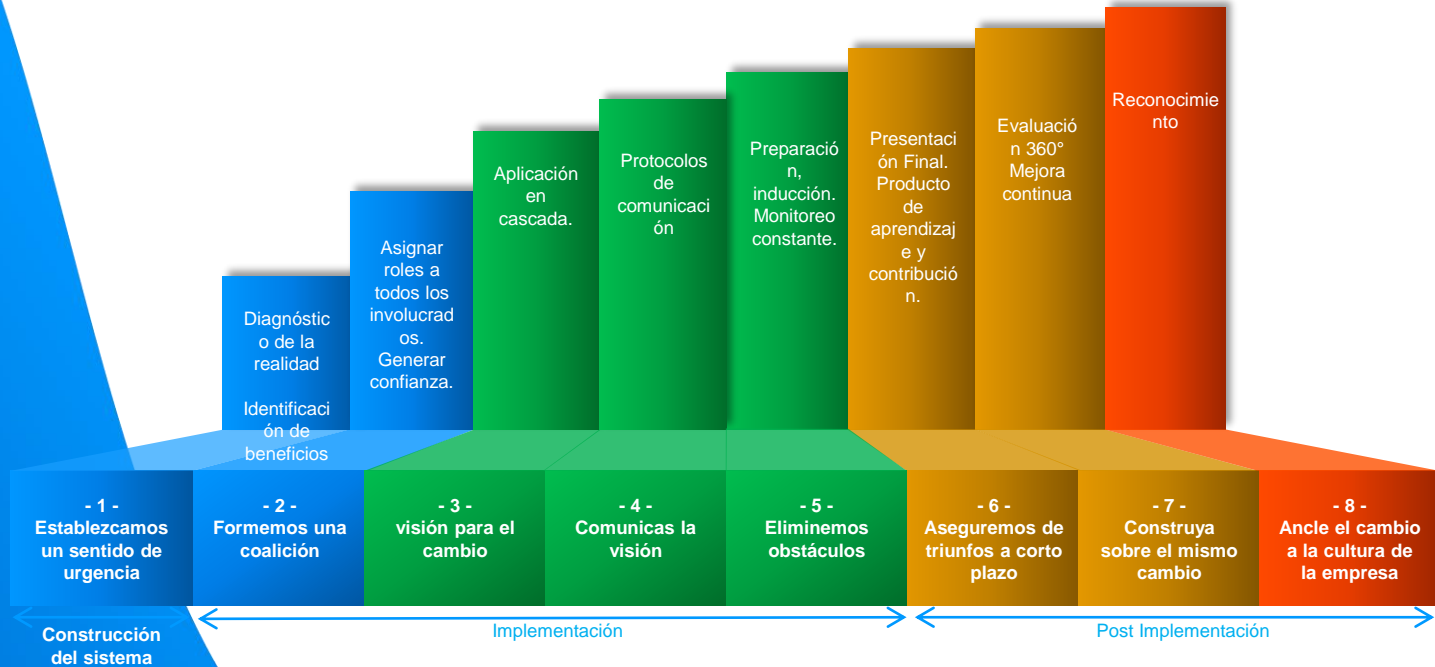 Diagnóstic
o de la
realidad
Identificaci
ón de
beneficios
Asignar
roles a
todos los
involucrad
os.
Generar
confianza.
Aplicación
en
cascada.
Protocolos
de
comunicaci
ón
Preparació
n,
inducción.
Monitoreo
constante.
Presentaci
ón Final.
Producto
de
aprendizaj
e y
contribució
n.
Evaluació
n 360°
Mejora
continua
Reconocimie
nto
- 1 -
Establezcamos
un sentido de
urgencia
- 2 -
Formemos una
coalición
- 3 -
visión para el
cambio
- 4 -
Comunicas la
visión
- 5 -
Eliminemos
obstáculos
- 6 -
Aseguremos de
triunfos a corto
plazo
- 7 -
Construya
sobre el mismo
cambio
- 8 -
Ancle el cambio
a la cultura de
la empresa
Construcción
del sistema
Implementación
Post Implementación